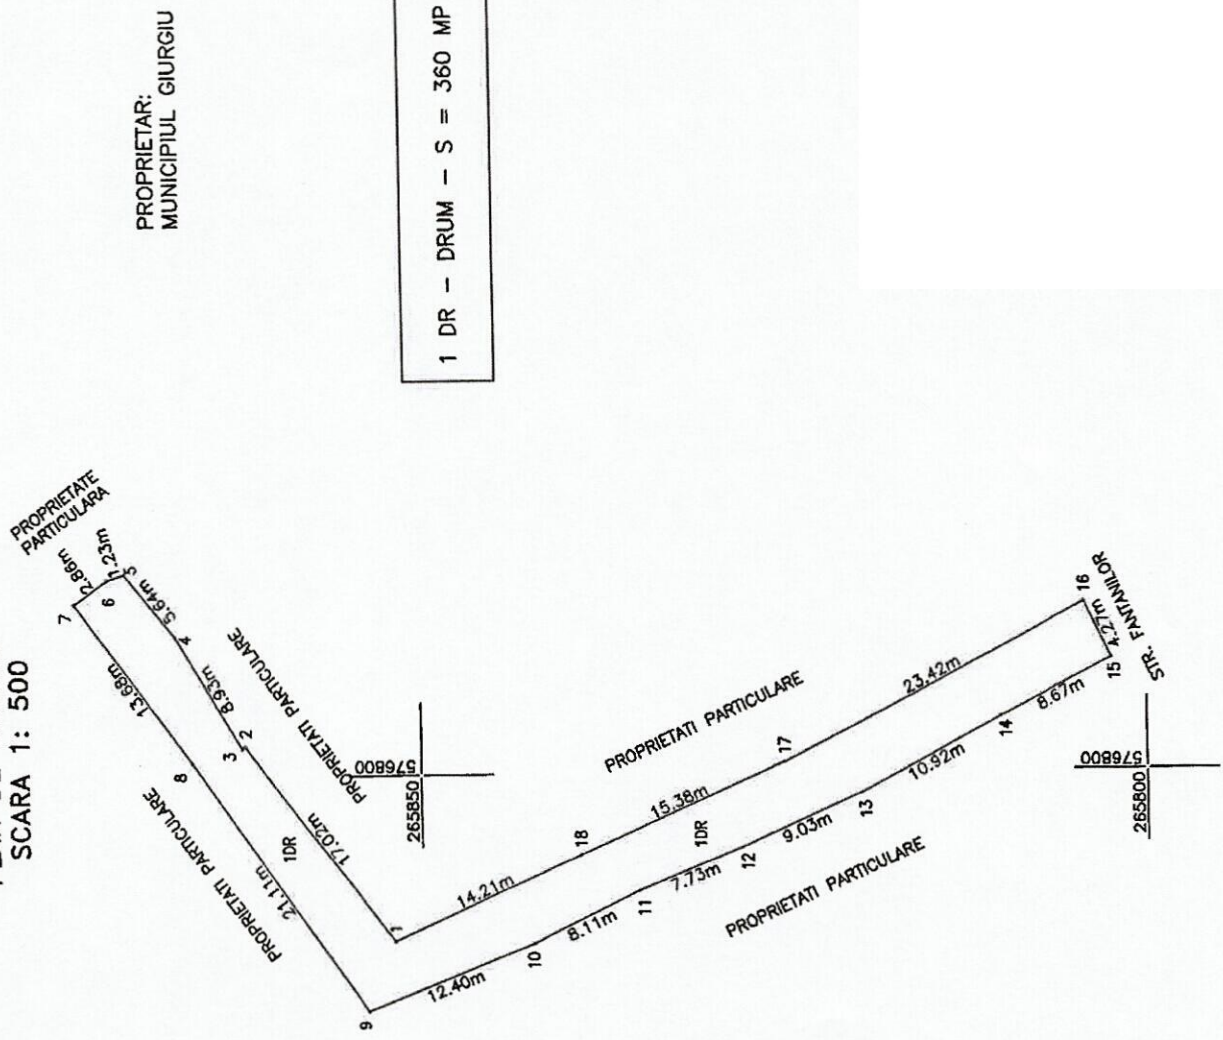 SCARA 1: 500
PROPRIETAR:
MUNICIPIUL GIURGIU
1 DR - DRUM - S = 360 MP
PROPRIETATE
PARTICULARA
2.86m
1.23m
7
6
5
5.64m
4
8.93m
13.68m
8
2
3
PROPRIETATI PARTICULARE
PROPRIETATI PARTICULARE
1DR
17.02m
21.11m
576800
265850
1
9
12.40m
14.21m
10
18
8.11m
11
15.38m
PROPRIETATI PARTICULARE
1DR
7.73m
12
17
9.03m
13
PROPRIETATI PARTICULARE
23.42m
10.92m
14
8.67m
16
4.27m
15
STR. FANTANILOR
576800
265800